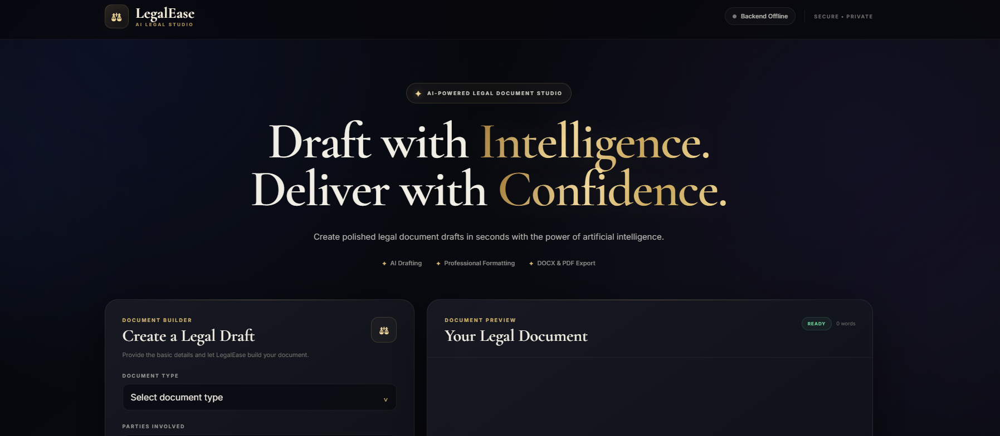 LegalEase
AI LEGAL STUDIO
Backend Offline
SECURE • PRIVATE
✦ AI-POWERED LEGAL DOCUMENT STUDIO
Draft with Intelligence.
Deliver with Confidence.
Create polished legal document drafts in seconds with the power of artificial intelligence.
✦ AI Drafting ✦ Professional Formatting ✦ DOCX & PDF Export
DOCUMENT BUILDER
Create a Legal Draft
Provide the basic details and let LegalEase build your document.
DOCUMENT TYPE
Select document type v
PARTIES INVOLVED
DOCUMENT PREVIEW
Your Legal Document
READY 0 words